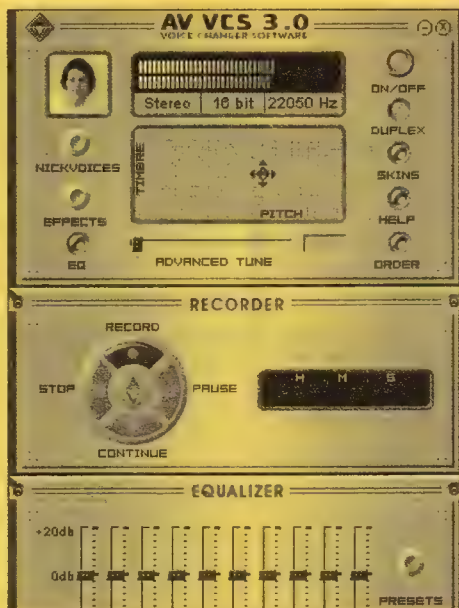 AV VCS 3.0
VOICE CHANGER SOFTWARE
ON/OFF
Stereo 16 bit 22050 Hz
DUPLEX
NICKVOICES
TIMBRE
SKINS
EFFECTS
PITCH
HELP
EQ
ADVANCED TUNE
ORDER
RECORDER
RECORD
H M S
STOP
PAUSE
CONTINUE
EQUALIZER
+20db
0db
PRESETS